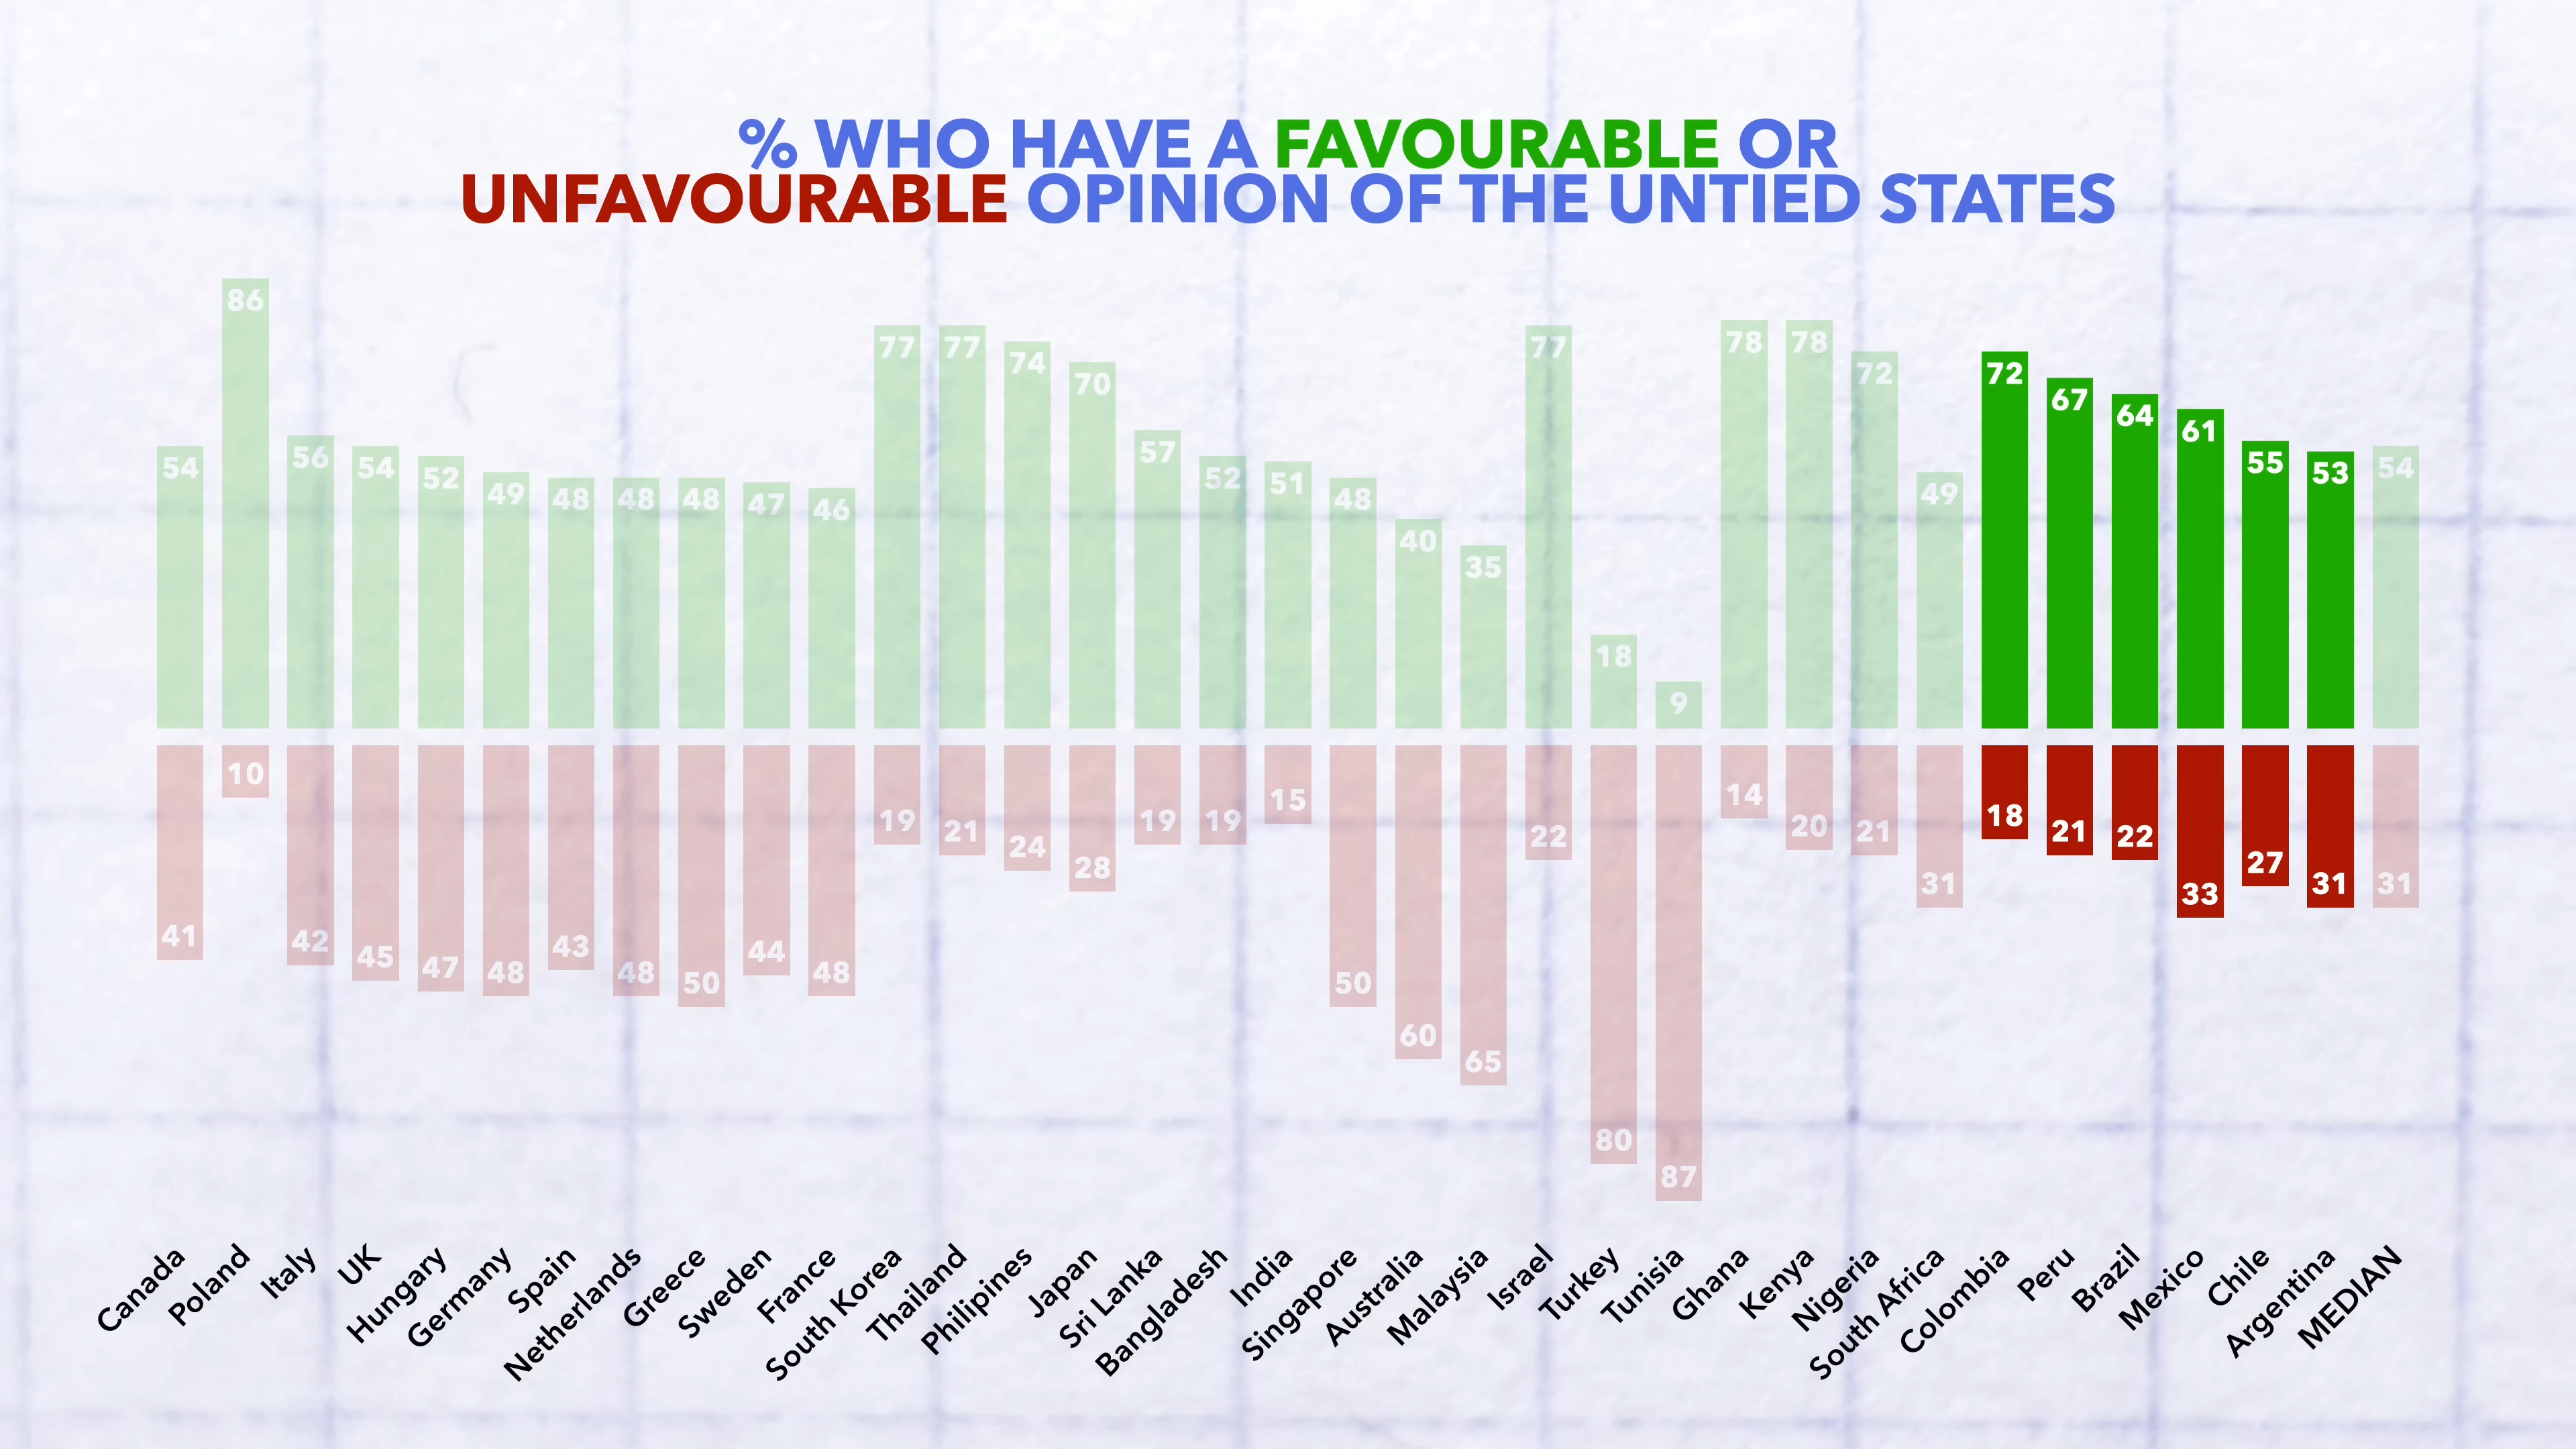 % WHO HAVE A FAVOURABLE OR
UNFAVOURABLE OPINION OF THE UNTIED STATES
54 86 56 54 52 49 48 48 48 47 46 77 77 74 70 57 52 51 48 40 35 77 18 9 78 78 72 49 72 67 64 61 55 53 54
41 10 42 45 47 48 43 48 50 44 48 19 21 24 28 19 19 15 50 60 65 22 80 87 14 20 21 31 18 21 22 33 27 31 31
Canada
Poland
Italy
UK
Hungary
Germany
Spain
Netherlands
Greece
Sweden
France
South Korea
Thailand
Philipines
Japan
Sri Lanka
Bangladesh
India
Singapore
Australia
Malaysia
Israel
Turkey
Tunisia
Ghana
Kenya
Nigeria
South Africa
Colombia
Peru
Brazil
Mexico
Chile
Argentina
MEDIAN